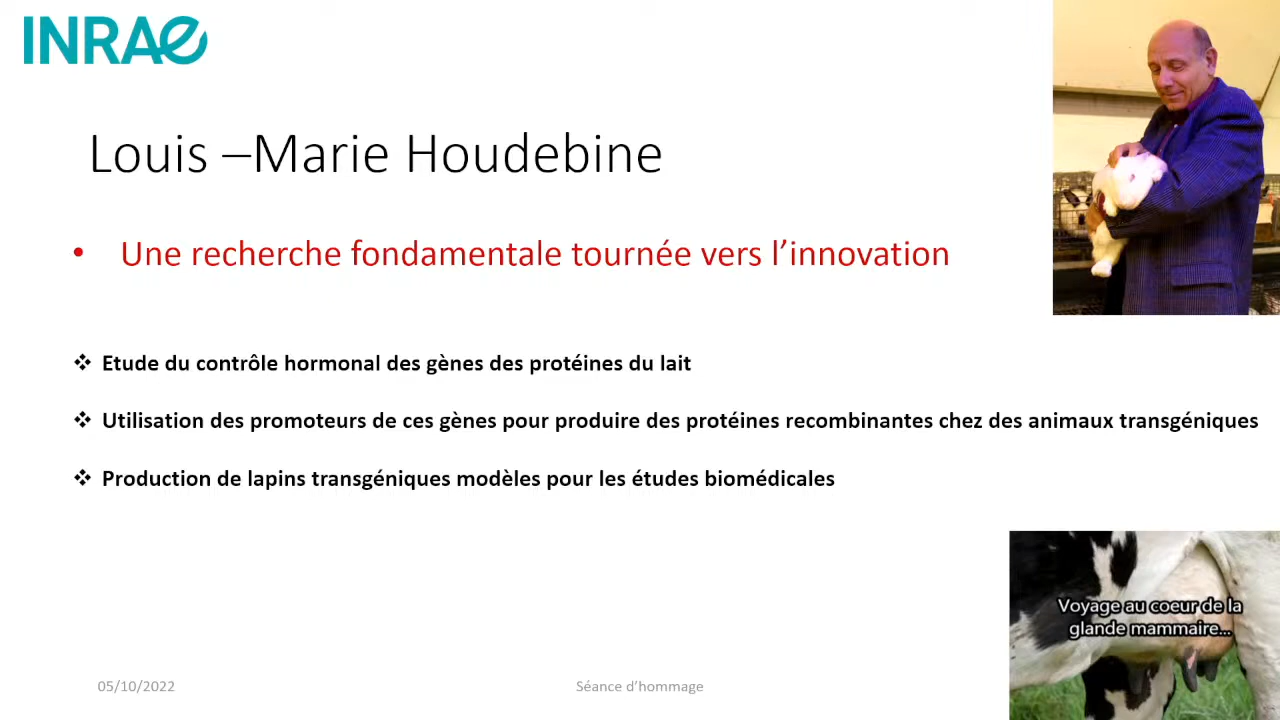 INRAE
Louis –Marie Houdebine
• Une recherche fondamentale tournée vers l’innovation
❖ Etude du contrôle hormonal des gènes des protéines du lait
❖ Utilisation des promoteurs de ces gènes pour produire des protéines recombinantes chez des animaux transgéniques
❖ Production de lapins transgéniques modèles pour les études biomédicales
Voyage au coeur de la
glande mammaire...
05/10/2022
Séance d’hommage